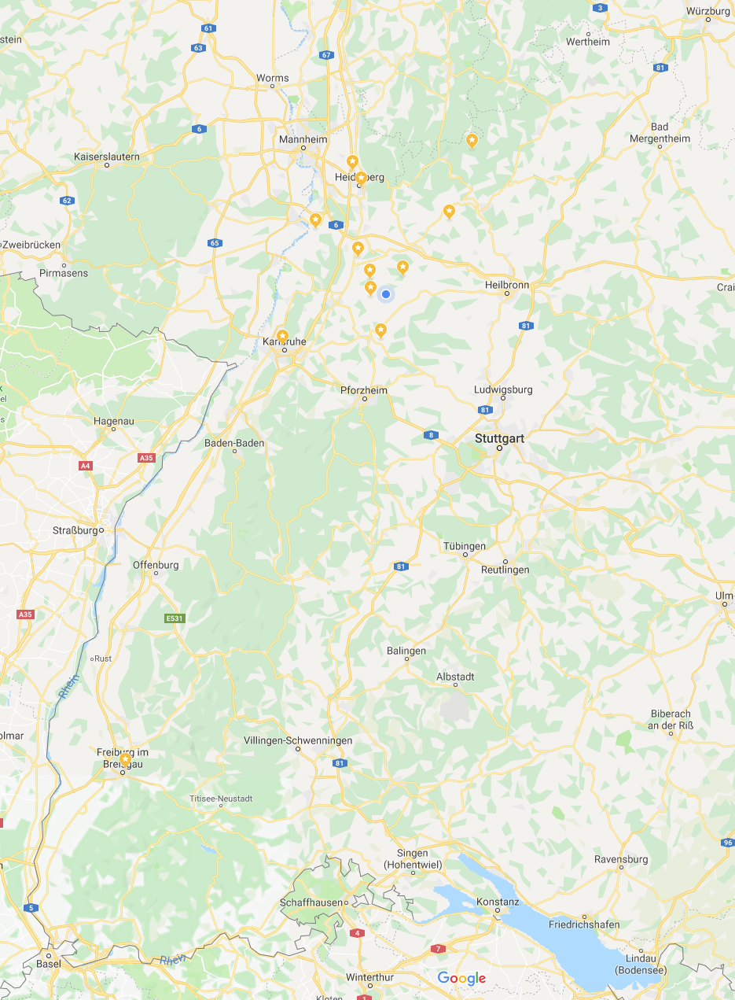 3
Würzburg
61
stein
Wertheim
63
67
81
Worms
6
Bad
Mergentheim
Mannheim
Kaiserslautern
Heidelberg
62
6
65
Zweibrücken
Pirmasens
Heilbronn
Crai
81
Karlsruhe
Pforzheim
Ludwigsburg
el
81
s
Hagenau
8
Stuttgart
Baden-Baden
A35
A4
Straßburg
Tübingen
Offenburg
81
Reutlingen
Ulm
A35
E531
Balingen
Rust
Albstadt
Rhein
Biberach
an der Riß
olmar
Villingen-Schwenningen
Freiburg im
Breisgau
81
Titisee-Neustadt
96
Singen
(Hohentwiel)
Ravensburg
Schaffhausen
Konstanz
5
Friedrichshafen
4
7
Rhein
Basel
Lindau
(Bodensee)
Winterthur
Google
Kloten
1